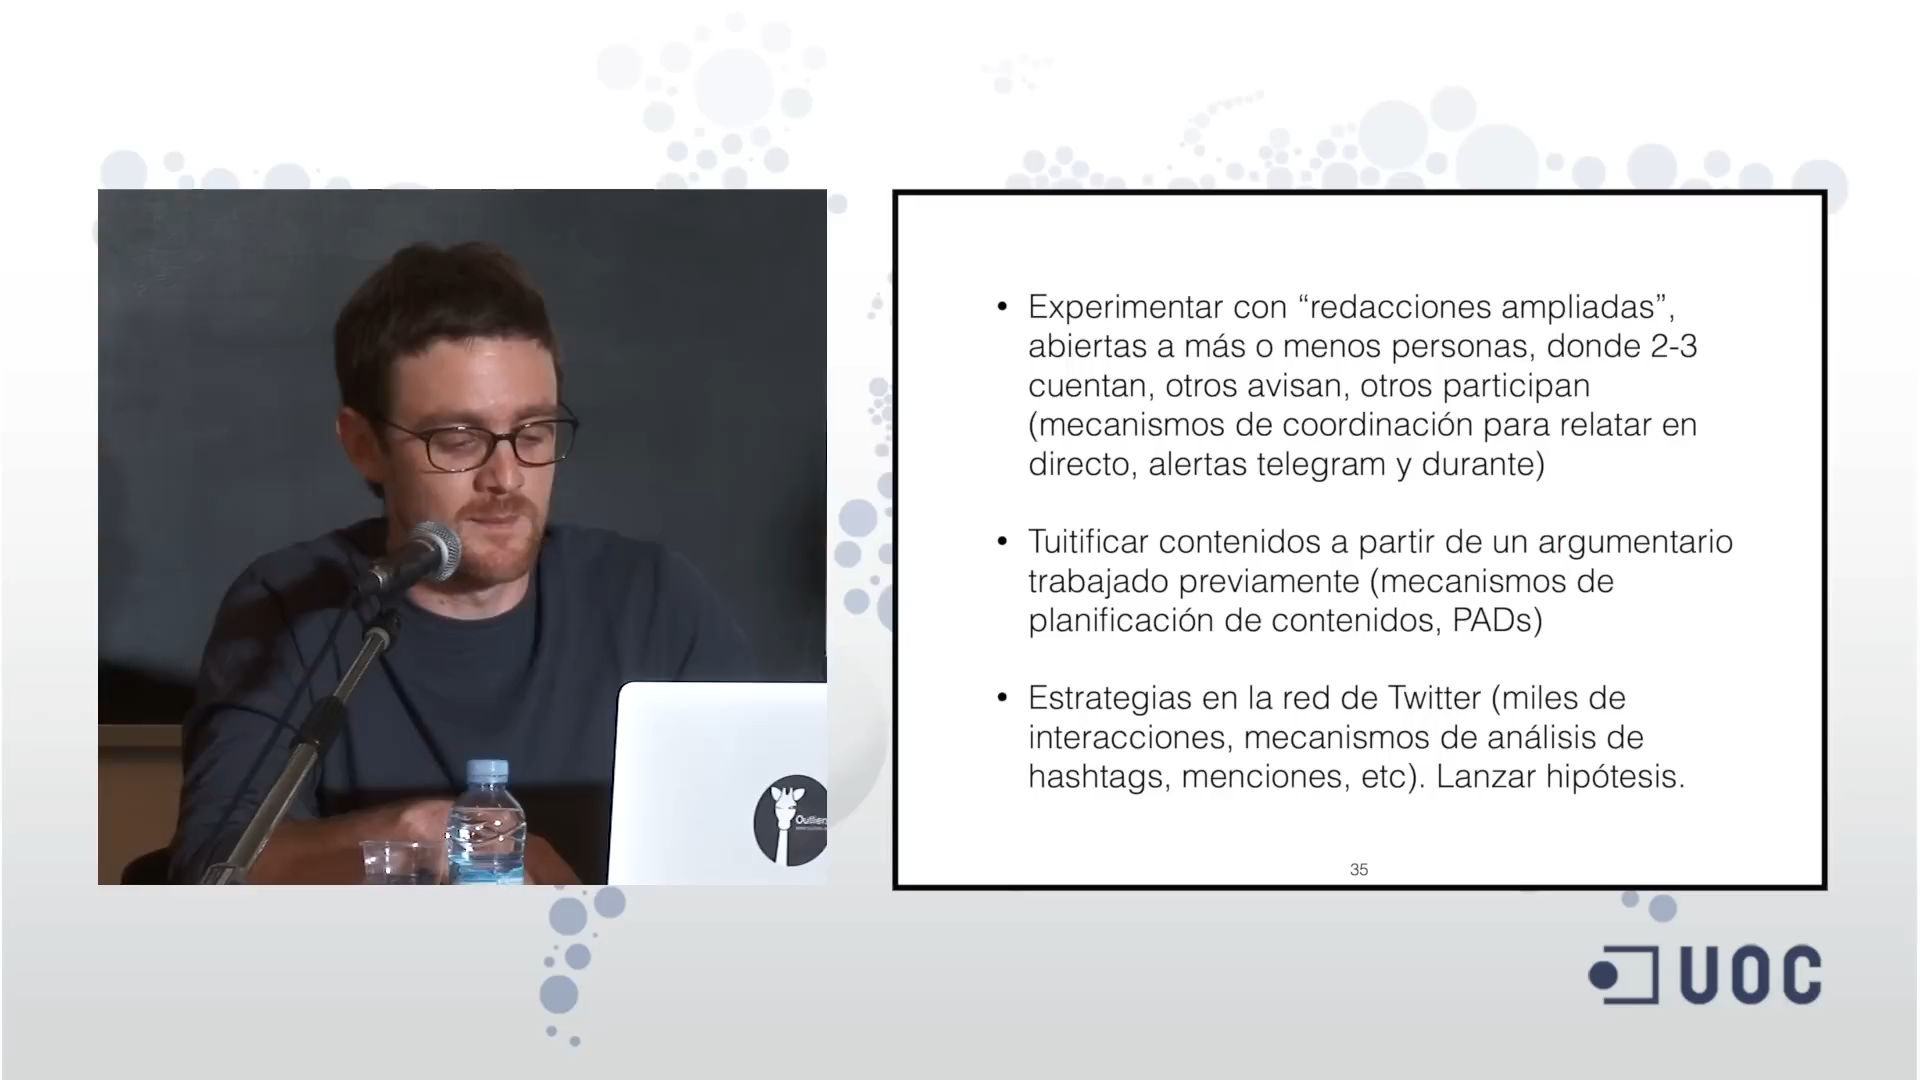 • Experimentar con “redacciones ampliadas”,
abiertas a más o menos personas, donde 2-3
cuentan, otros avisan, otros participan
(mecanismos de coordinación para relatar en
directo, alertas telegram y durante)
• Tuitificar contenidos a partir de un argumentario
trabajado previamente (mecanismos de
planificación de contenidos, PADs)
• Estrategias en la red de Twitter (miles de
interacciones, mecanismos de análisis de
hashtags, menciones, etc). Lanzar hipótesis.
35
Outliers
UOC